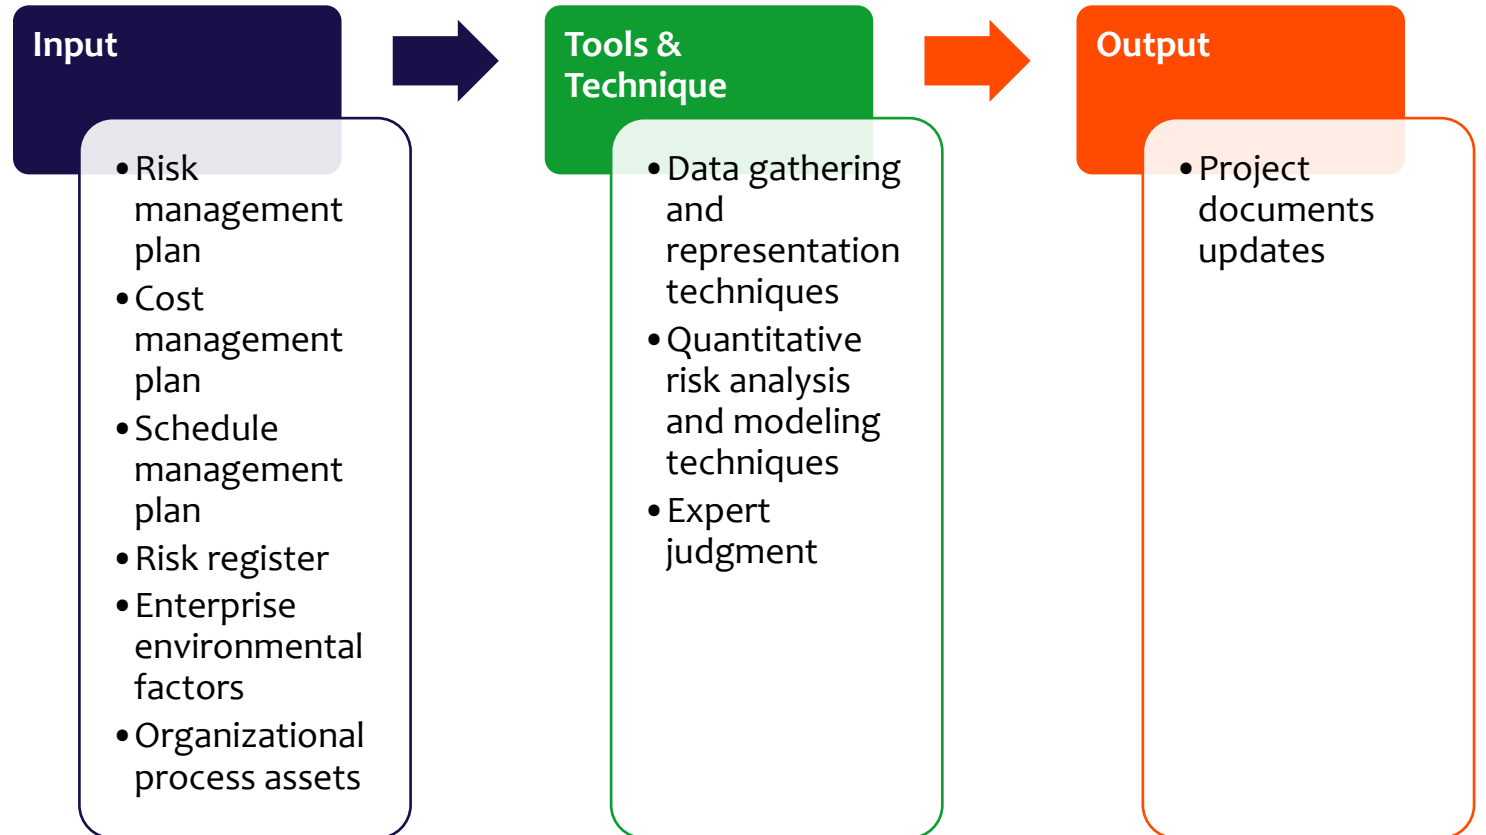 Input
• Risk
management
plan
• Cost
management
plan
• Schedule
management
plan
• Risk register
• Enterprise
environmental
factors
• Organizational
process assets
Tools &
Technique
• Data gathering
and
representation
techniques
• Quantitative
risk analysis
and modeling
techniques
• Expert
judgment
Output
• Project
documents
updates